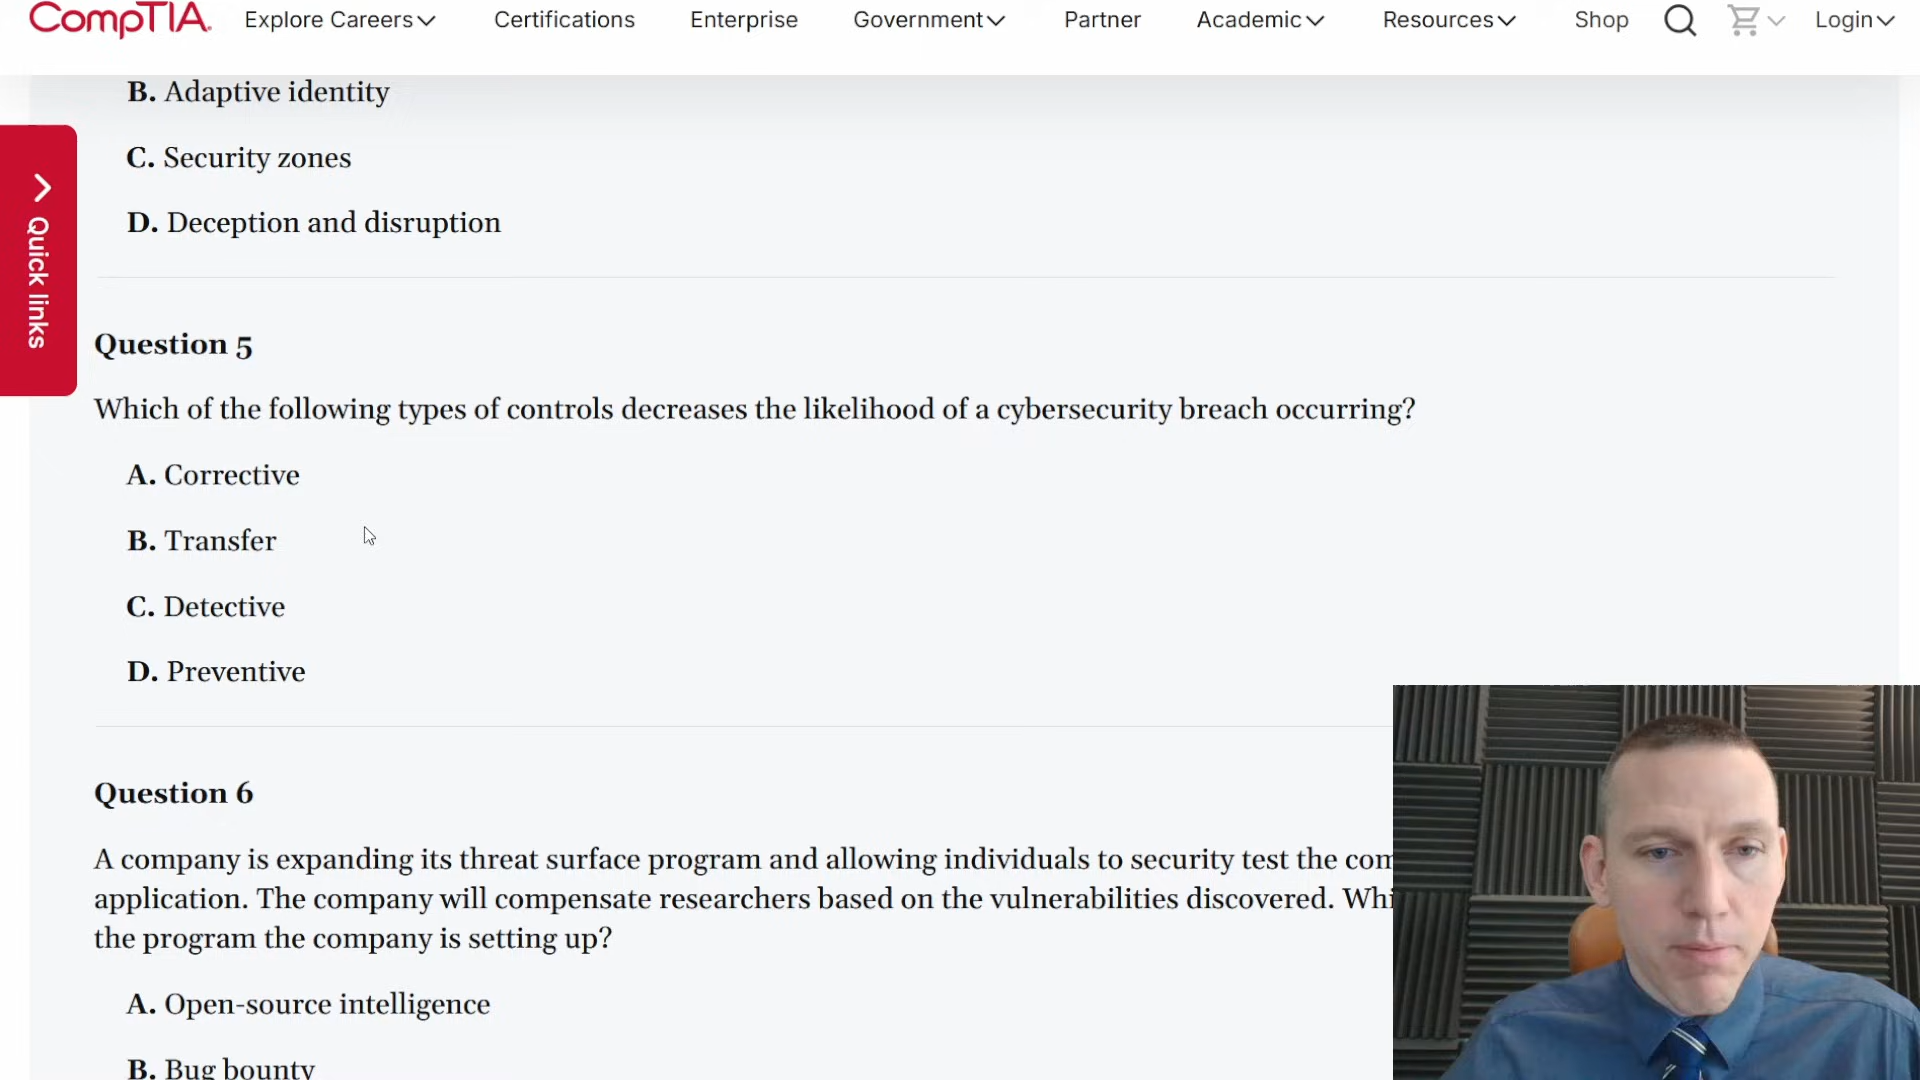 CompTIA.
Explore Careers Certifications Enterprise Government Partner Academic Resources Shop Login
B. Adaptive identity
C. Security zones
D. Deception and disruption
Quick links
Question 5
Which of the following types of controls decreases the likelihood of a cybersecurity breach occurring?
A. Corrective
B. Transfer
C. Detective
D. Preventive
Question 6
A company is expanding its threat surface program and allowing individuals to security test the com
application. The company will compensate researchers based on the vulnerabilities discovered. Whi
the program the company is setting up?
A. Open-source intelligence
B. Bug bounty